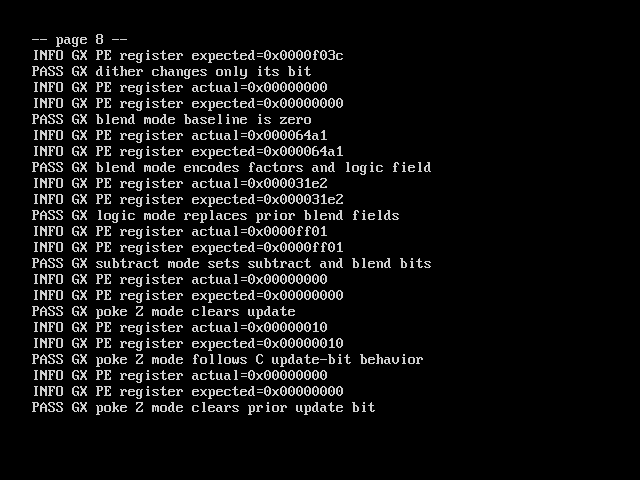 -- page 8 --
INFO GX PE register expected=0x0000f03c
PASS GX dither changes only its bit
INFO GX PE register actual=0x00000000
INFO GX PE register expected=0x00000000
PASS GX blend mode baseline is zero
INFO GX PE register actual=0x000064a1
INFO GX PE register expected=0x000064a1
PASS GX blend mode encodes factors and logic field
INFO GX PE register actual=0x000031e2
INFO GX PE register expected=0x000031e2
PASS GX logic mode replaces prior blend fields
INFO GX PE register actual=0x0000ff01
INFO GX PE register expected=0x0000ff01
PASS GX subtract mode sets subtract and blend bits
INFO GX PE register actual=0x00000000
INFO GX PE register expected=0x00000000
PASS GX poke Z mode clears update
INFO GX PE register actual=0x00000010
INFO GX PE register expected=0x00000010
PASS GX poke Z mode follows C update-bit behavior
INFO GX PE register actual=0x00000000
INFO GX PE register expected=0x00000000
PASS GX poke Z mode clears prior update bit